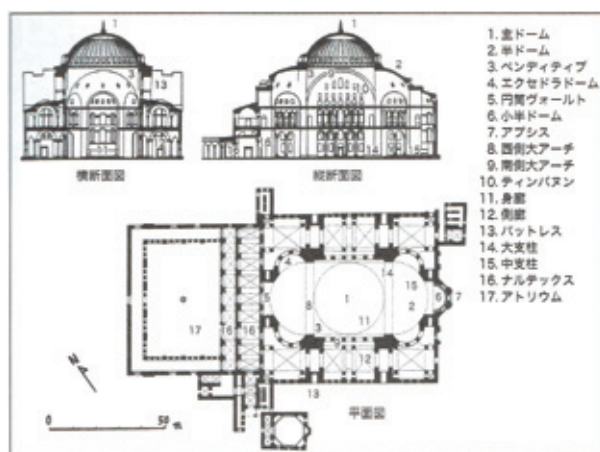 1. 主ドーム
2. 半ドーム
3. ペンディティブ
4. エクセドラドーム
5. 円筒ヴォールト
6. 小半ドーム
7. アプシス
8. 西側大アーチ
9. 南側大アーチ
10. ティンパヌン
11. 身廊
12. 側廊
13. バットレス
14. 大支柱
15. 中支柱
16. ナルテックス
17. アトリウム
横断面図
縦断面図
平面図
0 50 m